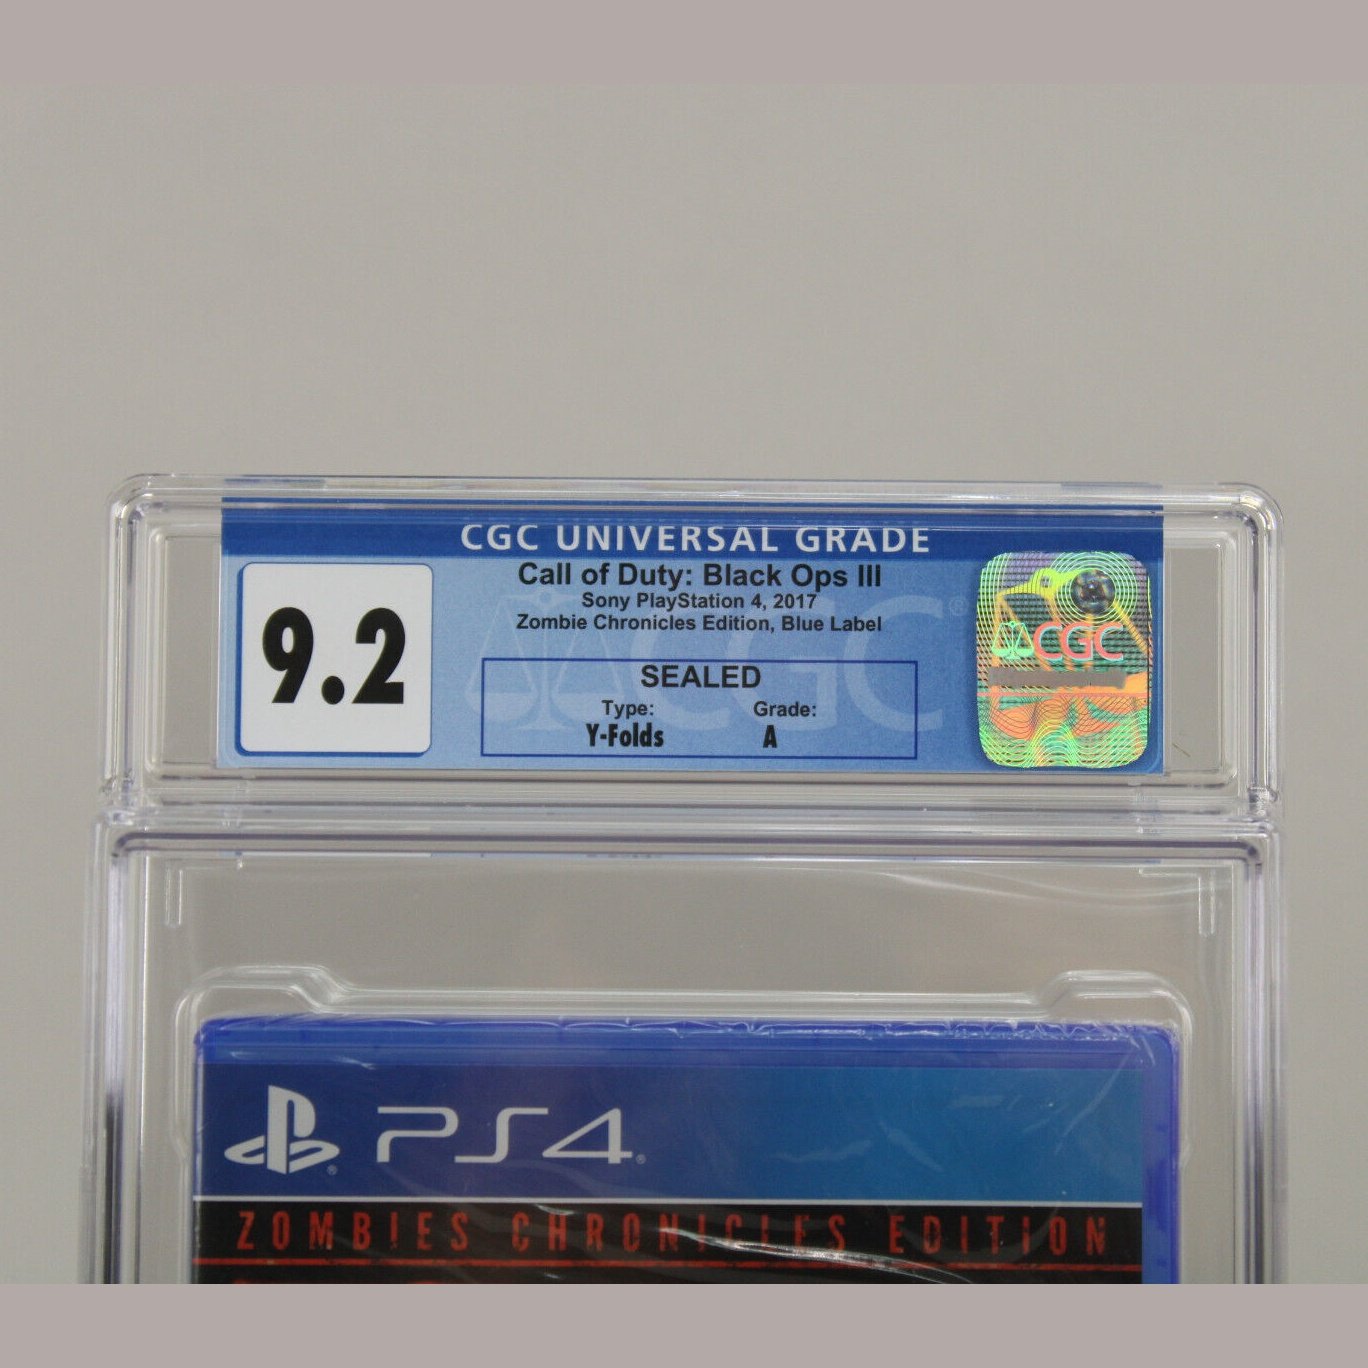 CGC UNIVERSAL GRADE
9.2
Call of Duty: Black Ops III
Sony PlayStation 4, 2017
Zombie Chronicles Edition, Blue Label
SEALED
Type: Grade:
Y-Folds A
CGC
CGC
PS4
ZOMBIES CHRONICLES EDITION